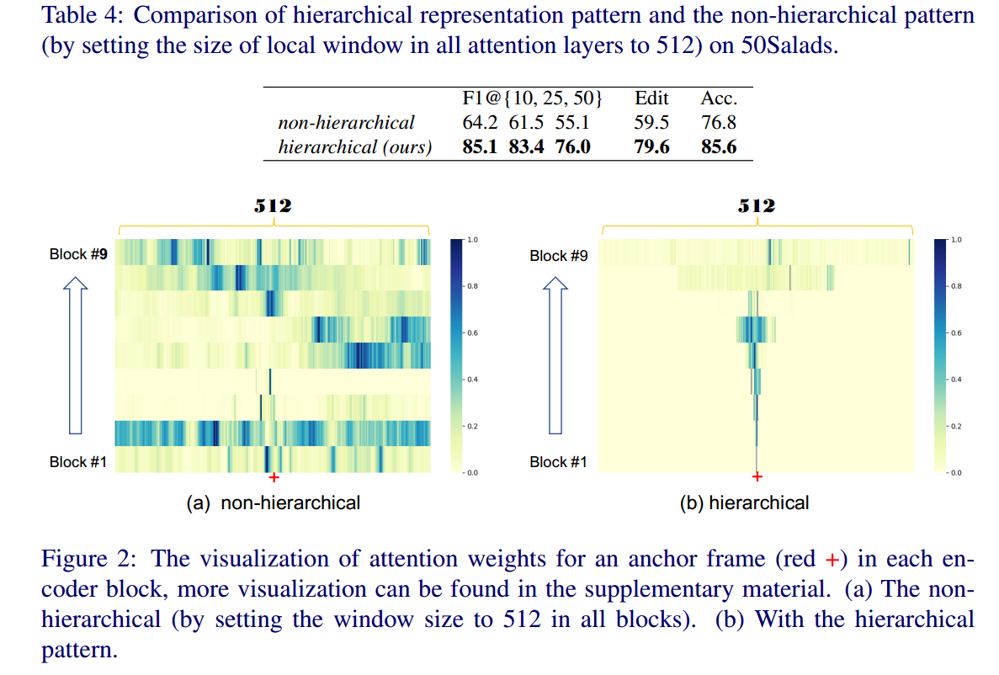 Table 4: Comparison of hierarchical representation pattern and the non-hierarchical pattern
(by setting the size of local window in all attention layers to 512) on 50Salads.
F1@{10, 25, 50} Edit Acc.
non-hierarchical 64.2 61.5 55.1 59.5 76.8
hierarchical (ours) 85.1 83.4 76.0 79.6 85.6
512
Block #9
Block #1
1.0
0.8
0.6
0.4
0.2
0.0
+
(a) non-hierarchical
512
Block #9
Block #1
1.0
0.8
0.6
0.4
0.2
0.0
+
(b) hierarchical
Figure 2: The visualization of attention weights for an anchor frame (red +) in each en-
coder block, more visualization can be found in the supplementary material. (a) The non-
hierarchical (by setting the window size to 512 in all blocks). (b) With the hierarchical
pattern.